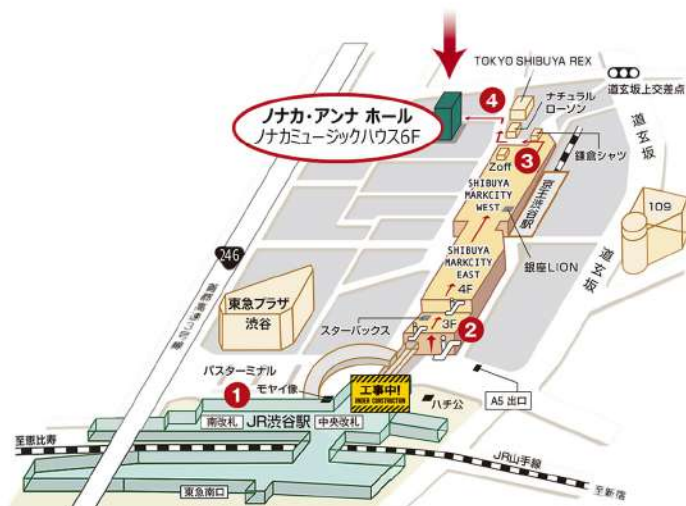 TOKYO SHIBUYA REX
道玄坂上交差点
4
ナチュラル
ローソン
道玄坂
ノナカ・アンナ ホール
ノナカミュージックハウス6F
鎌倉シャツ
3
Zoff
SHIBUYA
MARKCITY
WEST
京王渋谷駅
109
246
SHIBUYA
MARKCITY
EAST
銀座LION
道玄坂
首都高速3号線
4F
東急プラザ
渋谷
スターバックス
3F
2
バスターミナル
1
モヤイ像
工事中!
UNDER CONSTRUCTION
ハチ公
A5 出口
南改札
JR渋谷駅
中央改札
至恵比寿
JR山手線
東急南口
至新宿